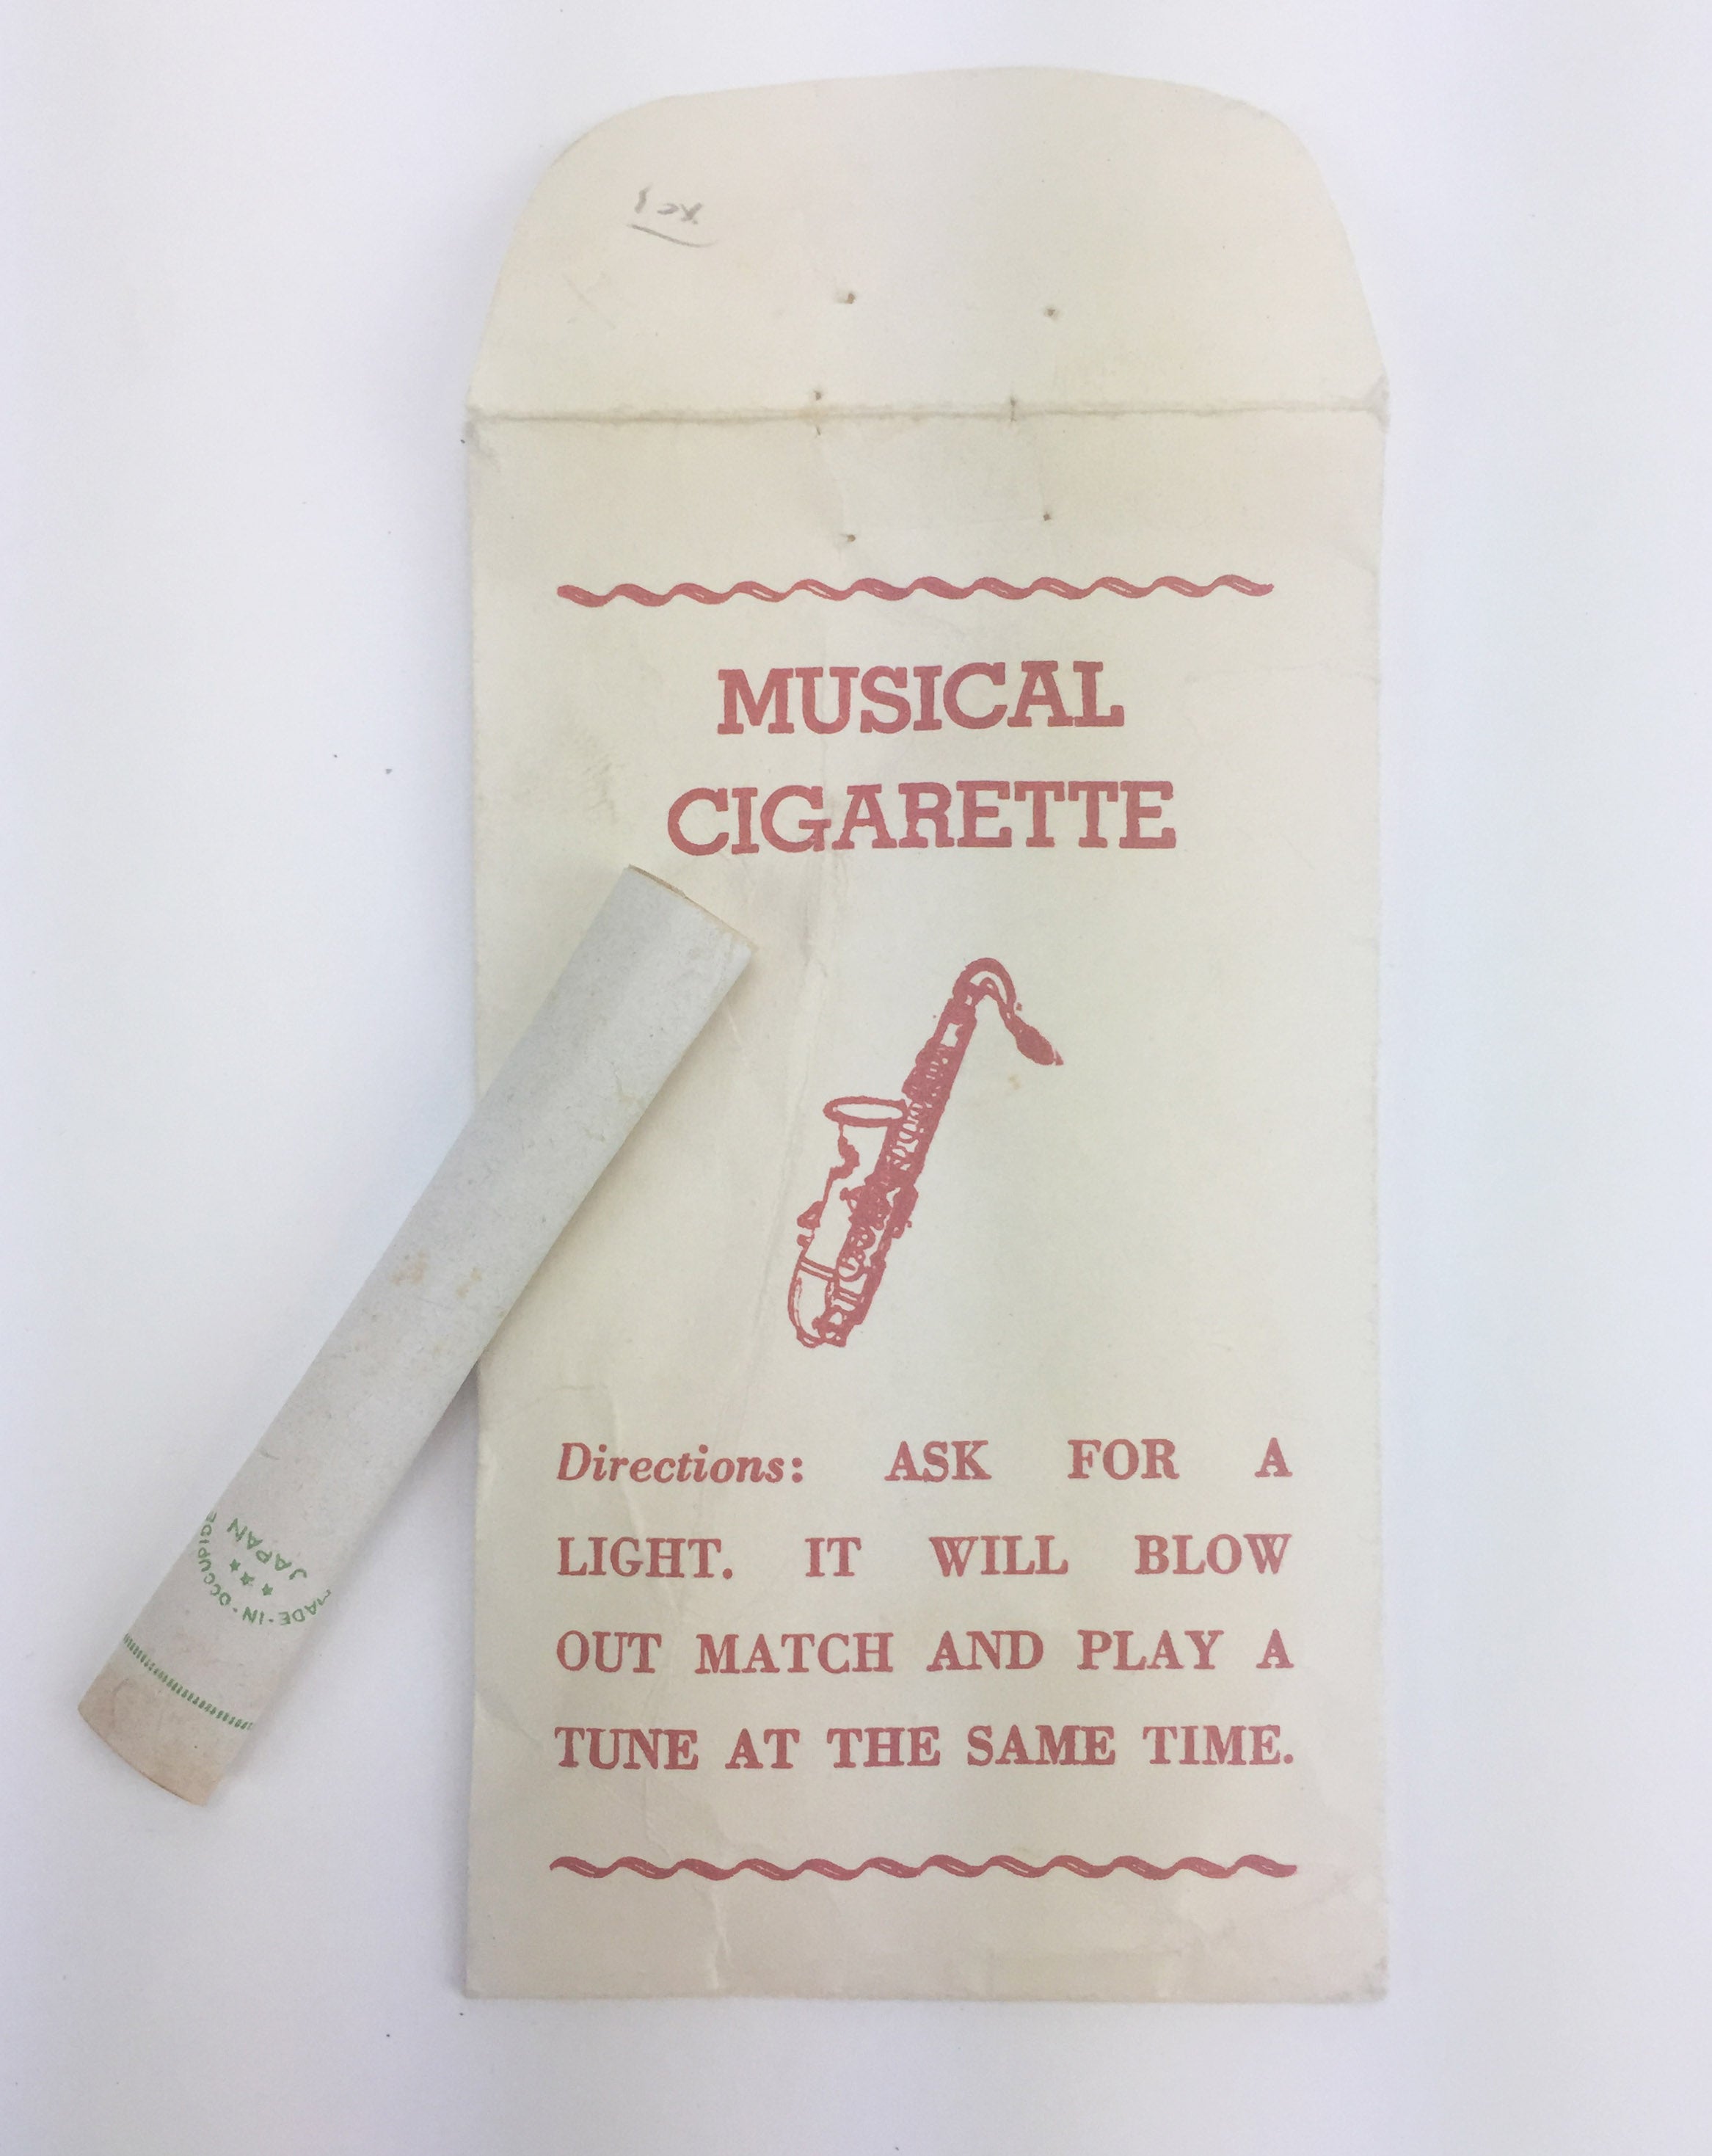 MUSICAL
CIGARETTE
Directions: ASK FOR A
LIGHT. IT WILL BLOW
OUT MATCH AND PLAY A
TUNE AT THE SAME TIME.
JAPAN
MADE-IN-OCCUPIDE